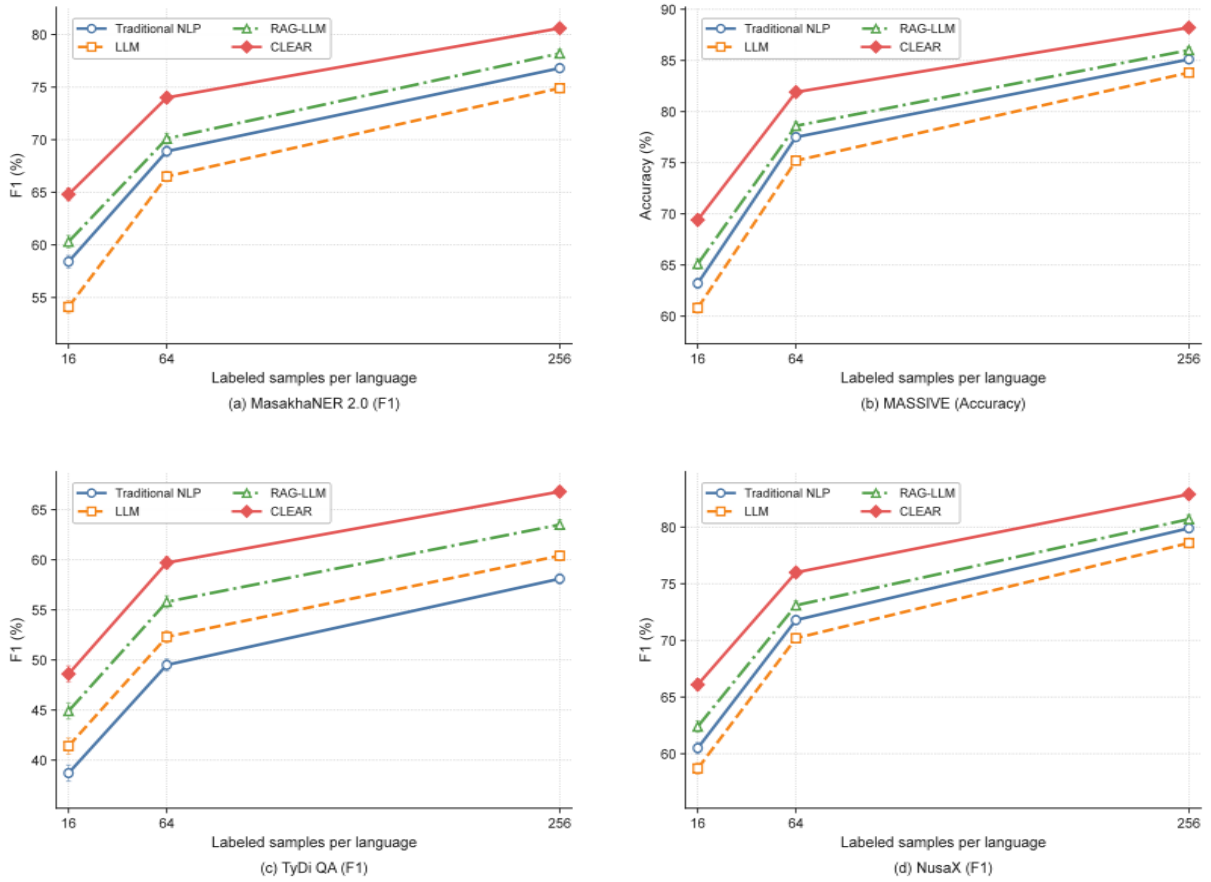 Traditional NLP
LLM
RAG-LLM
CLEAR
80
75
70
65
60
55
F1 (%)
16
64
256
Labeled samples per language
(a) MasakhaNER 2.0 (F1)
Traditional NLP
LLM
RAG-LLM
CLEAR
90
85
80
75
70
65
60
Accuracy (%)
16
64
256
Labeled samples per language
(b) MASSIVE (Accuracy)
Traditional NLP
LLM
RAG-LLM
CLEAR
65
60
55
50
45
40
F1 (%)
16
64
256
Labeled samples per language
(c) TyDi QA (F1)
Traditional NLP
LLM
RAG-LLM
CLEAR
80
75
70
65
60
F1 (%)
16
64
256
Labeled samples per language
(d) NusaX (F1)